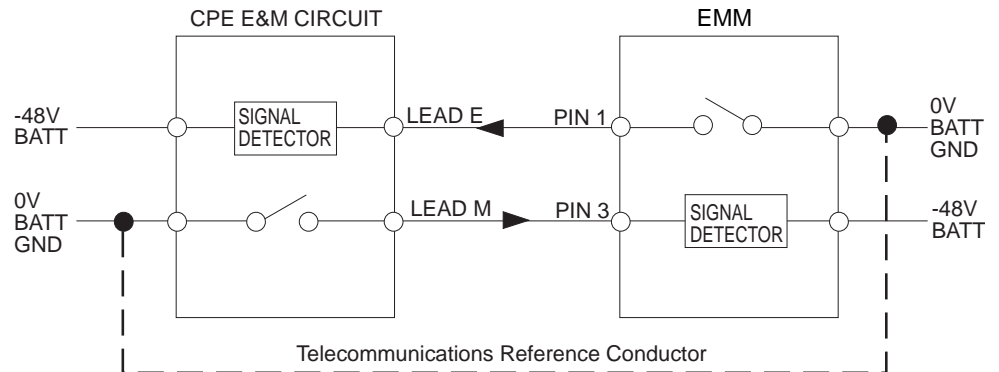 CPE E&M CIRCUIT
EMM
-48V
BATT
SIGNAL
DETECTOR
LEAD E
PIN 1
0V
BATT
GND
0V
BATT
GND
LEAD M
PIN 3
SIGNAL
DETECTOR
-48V
BATT
Telecommunications Reference Conductor